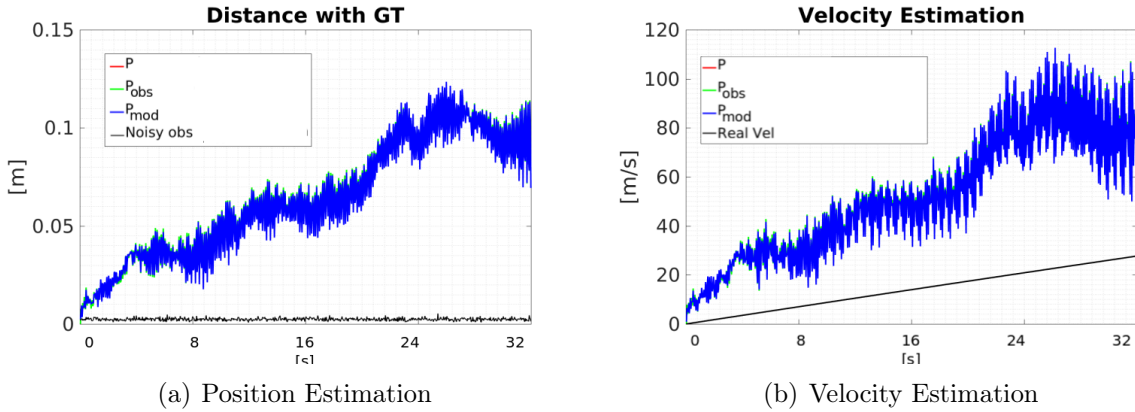 Distance with GT
0.15
0.1
0.05
0
[m]
P
P_obs
P_mod
Noisy obs
0 8 16 24 32
[s]
(a) Position Estimation
Velocity Estimation
120
100
80
60
40
20
0
[m/s]
P
P_obs
P_mod
Real Vel
0 8 16 24 32
[s]
(b) Velocity Estimation